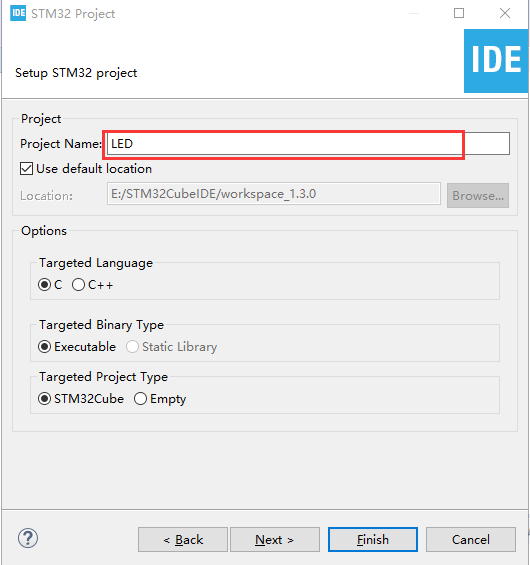 IDE STM32 Project
Setup STM32 project
IDE
Project
Project Name: LED
Use default location
Location: E:/STM32CubeIDE/workspace_1.3.0 Browse...
Options
Targeted Language
C C++
Targeted Binary Type
Executable Static Library
Targeted Project Type
STM32Cube Empty
? < Back Next > Finish Cancel